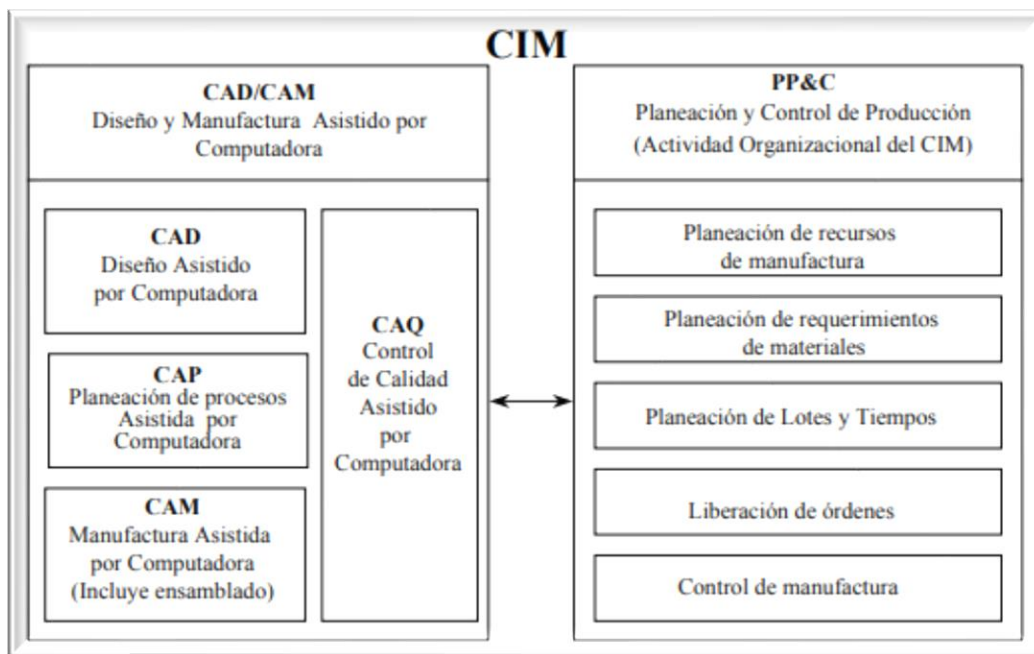 CIM
CAD/CAM
Diseño y Manufactura Asistido por
Computadora
CAD
Diseño Asistido
por Computadora
CAP
Planeación de procesos
Asistida por
Computadora
CAM
Manufactura Asistida
por Computadora
(Incluye ensamblado)
CAQ
Control
de Calidad
Asistido
por
Computadora
PP&C
Planeación y Control de Producción
(Actividad Organizacional del CIM)
Planeación de recursos
de manufactura
Planeación de requerimientos
de materiales
Planeación de Lotes y Tiempos
Liberación de órdenes
Control de manufactura